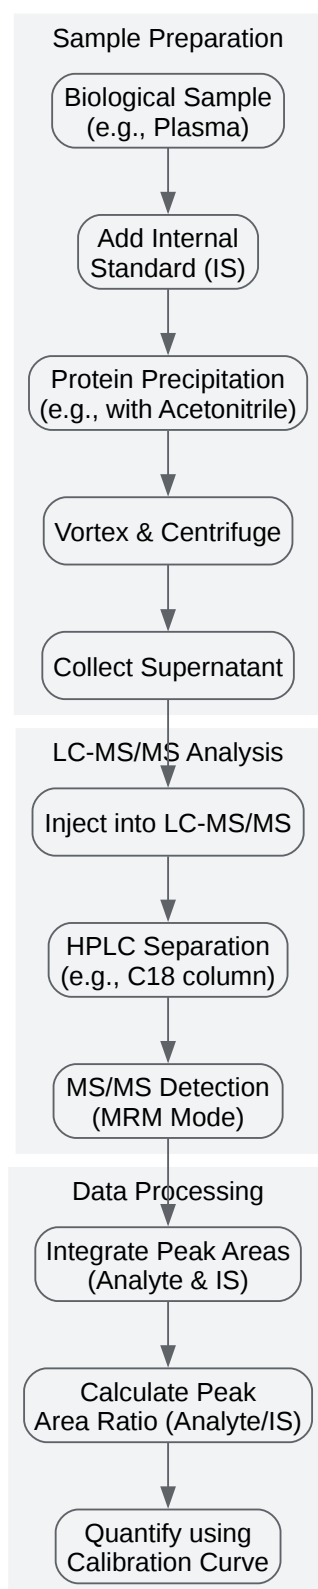 Sample Preparation
Biological Sample
(e.g., Plasma)
Add Internal
Standard (IS)
Protein Precipitation
(e.g., with Acetonitrile)
Vortex & Centrifuge
Collect Supernatant
LC-MS/MS Analysis
Inject into LC-MS/MS
HPLC Separation
(e.g., C18 column)
MS/MS Detection
(MRM Mode)
Data Processing
Integrate Peak Areas
(Analyte & IS)
Calculate Peak
Area Ratio (Analyte/IS)
Quantify using
Calibration Curve